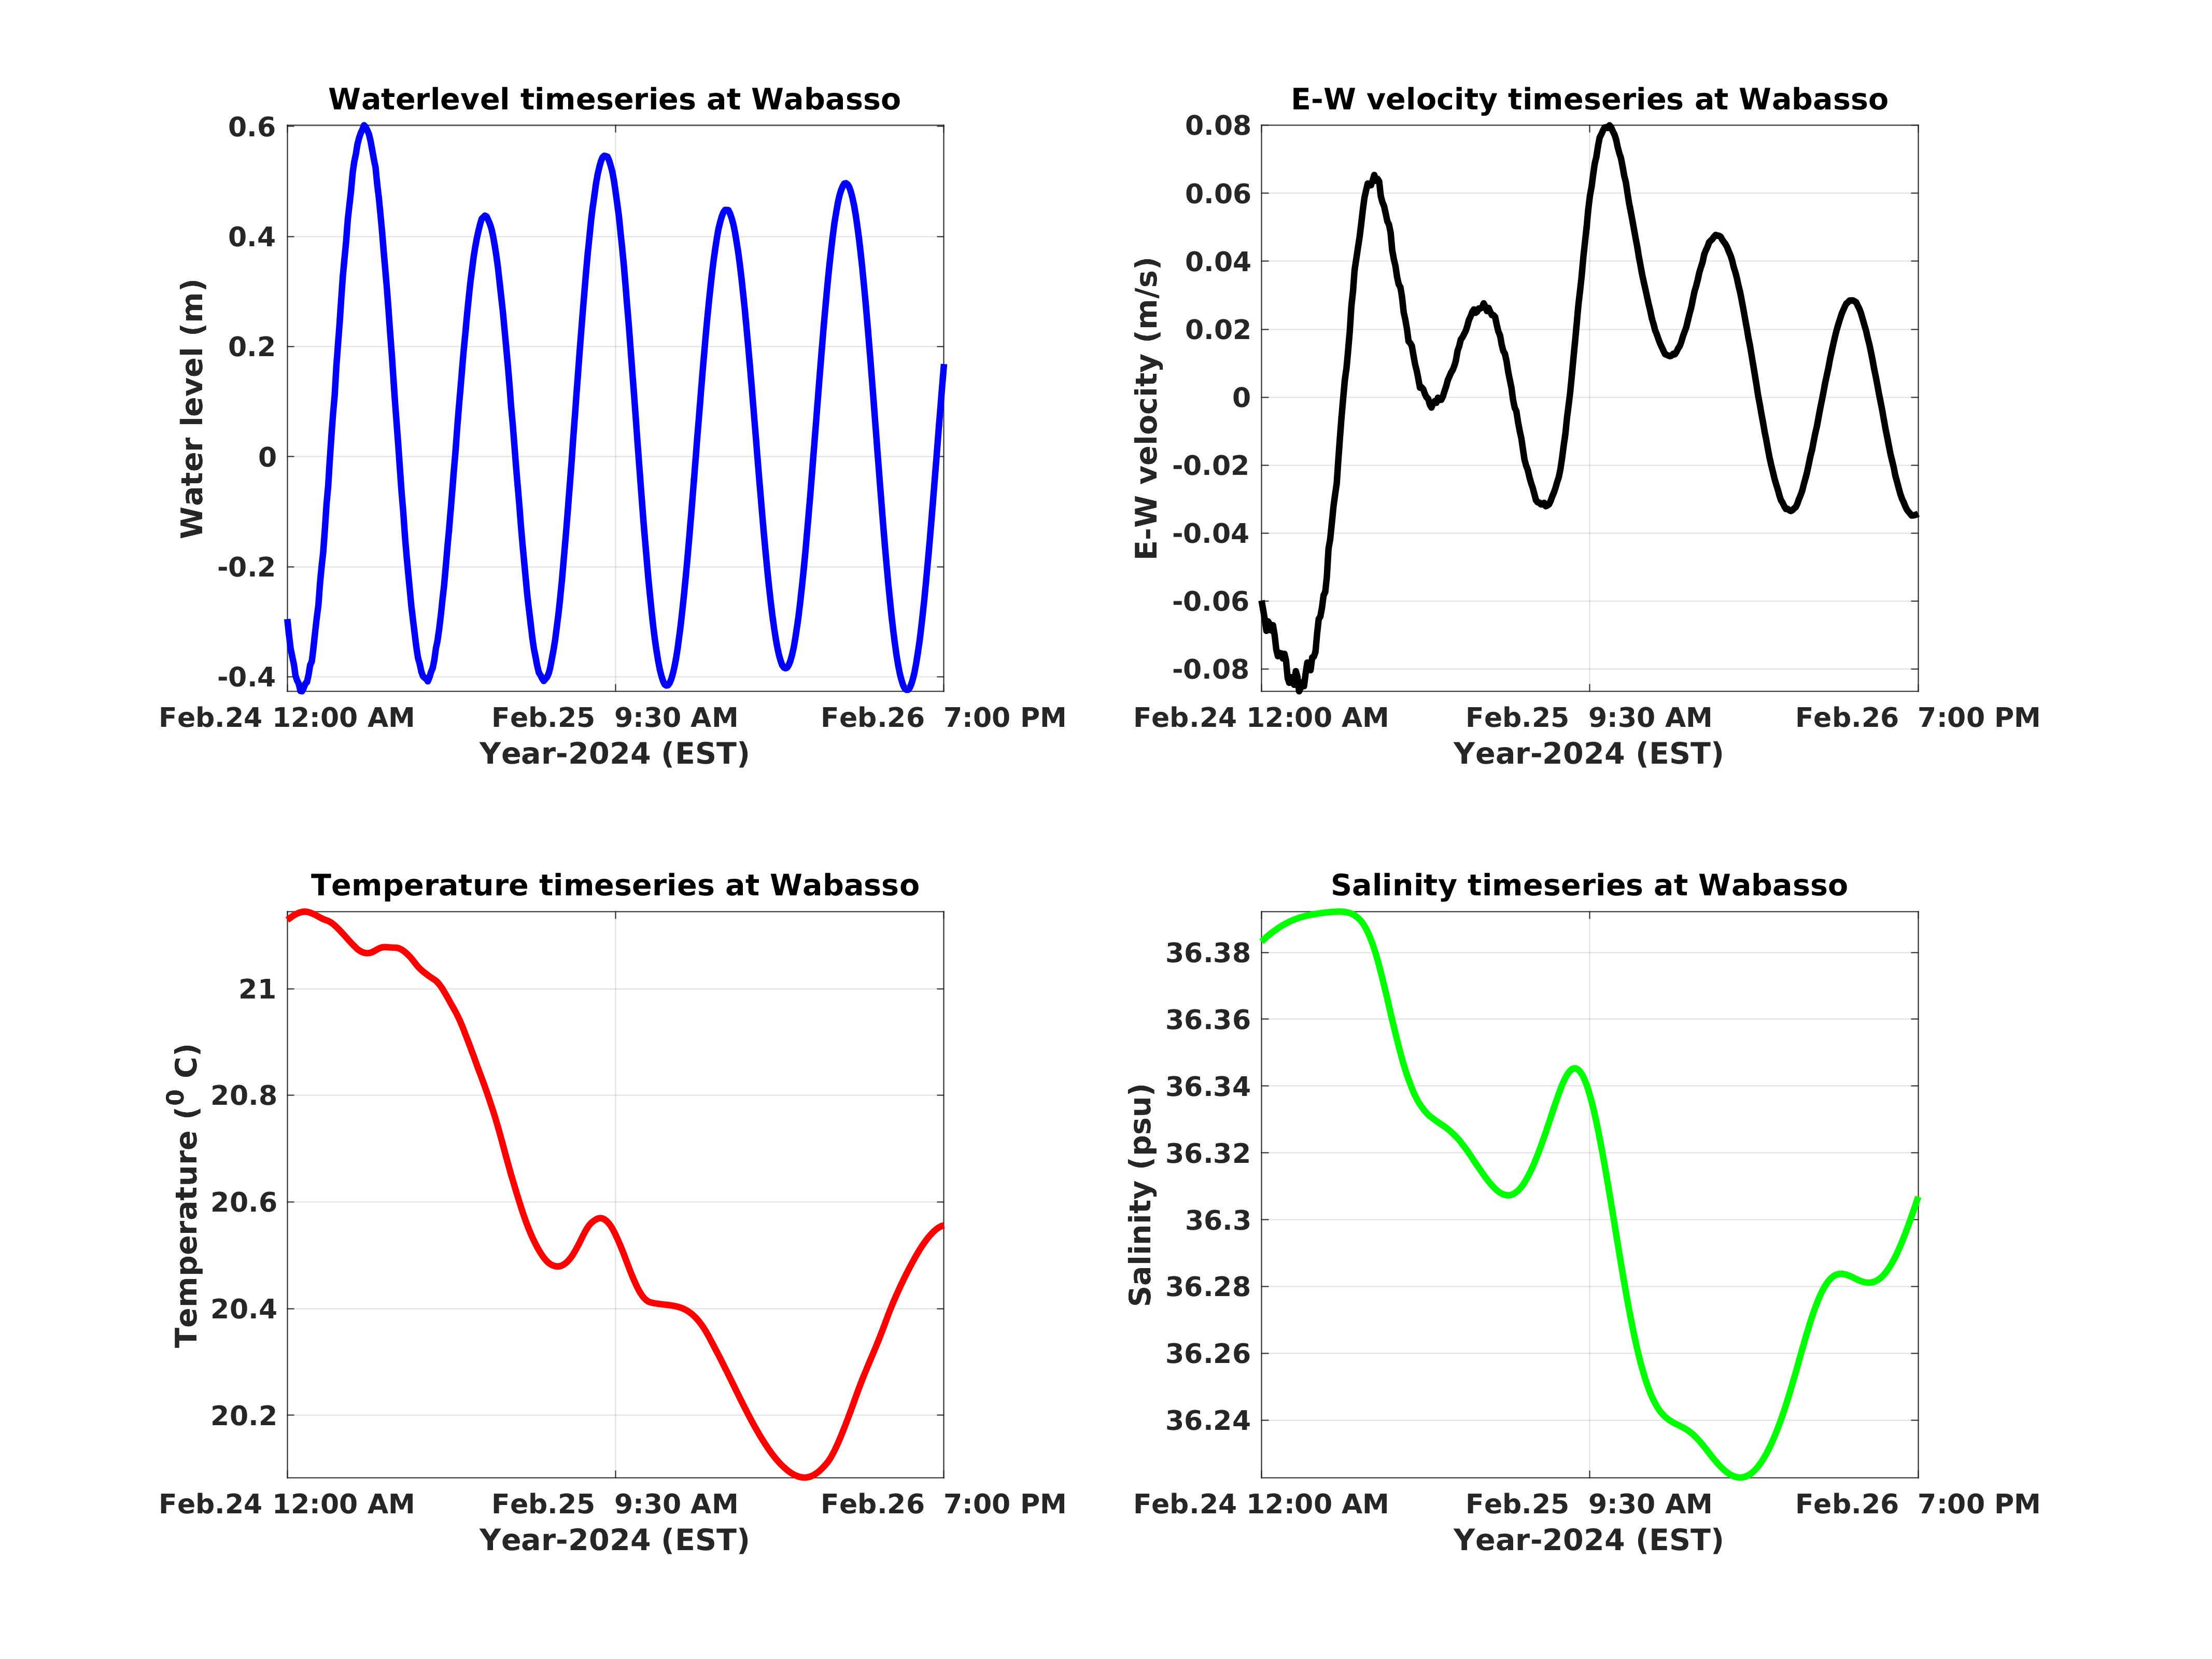 Waterlevel timeseries at Wabasso
0.6
0.4
0.2
0
-0.2
-0.4
Water level (m)
Feb.24 12:00 AM Feb.25 9:30 AM Feb.26 7:00 PM
Year-2024 (EST)
E-W velocity timeseries at Wabasso
0.08
0.06
0.04
0.02
0
-0.02
-0.04
-0.06
-0.08
E-W velocity (m/s)
Feb.24 12:00 AM Feb.25 9:30 AM Feb.26 7:00 PM
Year-2024 (EST)
Temperature timeseries at Wabasso
21
20.8
20.6
20.4
20.2
Temperature (⁰ C)
Feb.24 12:00 AM Feb.25 9:30 AM Feb.26 7:00 PM
Year-2024 (EST)
Salinity timeseries at Wabasso
36.38
36.36
36.34
36.32
36.3
36.28
36.26
36.24
Salinity (psu)
Feb.24 12:00 AM Feb.25 9:30 AM Feb.26 7:00 PM
Year-2024 (EST)